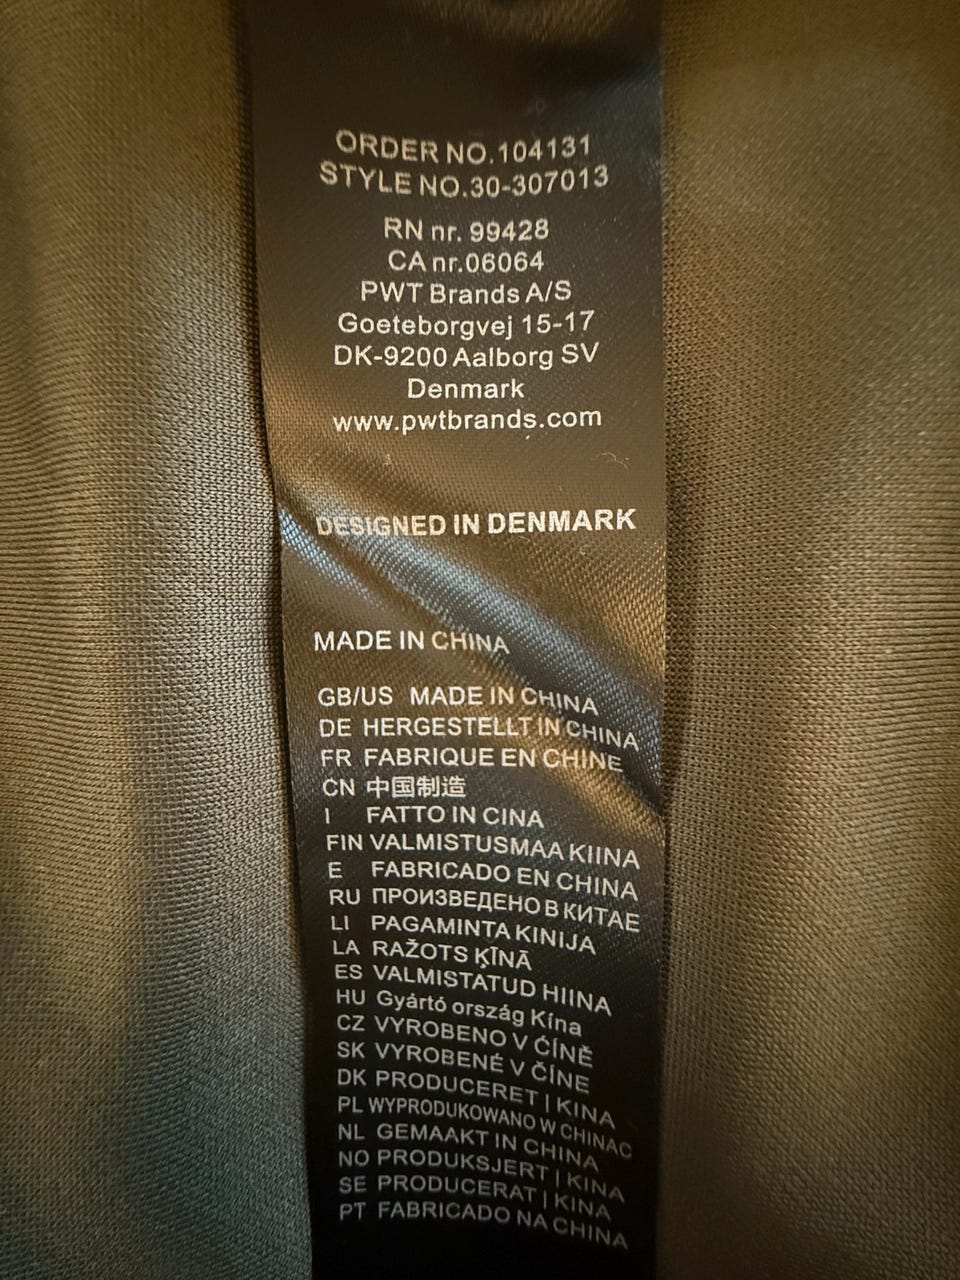 ORDER NO.104131
STYLE NO.30-307013
RN nr. 99428
CA nr.06064
PWT Brands A/S
Goeteborgvej 15-17
DK-9200 Aalborg SV
Denmark
www.pwtbrands.com
DESIGNED IN DENMARK
MADE IN CHINA
GB/US MADE IN CHINA
DE HERGESTELLT IN CHINA
FR FABRIQUE EN CHINE
CN 中国制造
I FATTO IN CINA
FIN VALMISTUSMAA KIINA
E FABRICADO EN CHINA
RU ПРОИЗВЕДЕНО В КИТАЕ
LI PAGAMINTA KINIJA
LA RAŽOTS ĶĪNĀ
ES VALMISTATUD HIINA
HU Gyártó ország Kína
CZ VYROBENO V ĆÍNĚ
SK VYROBENÉ V ČÍNE
DK PRODUCERET I KINA
PL WYPRODUKOWANO W CHINAC
NL GEMAAKT IN CHINA
NO PRODUKSJERT I KINA
SE PRODUCERAT I KINA
PT FABRICADO NA CHINA